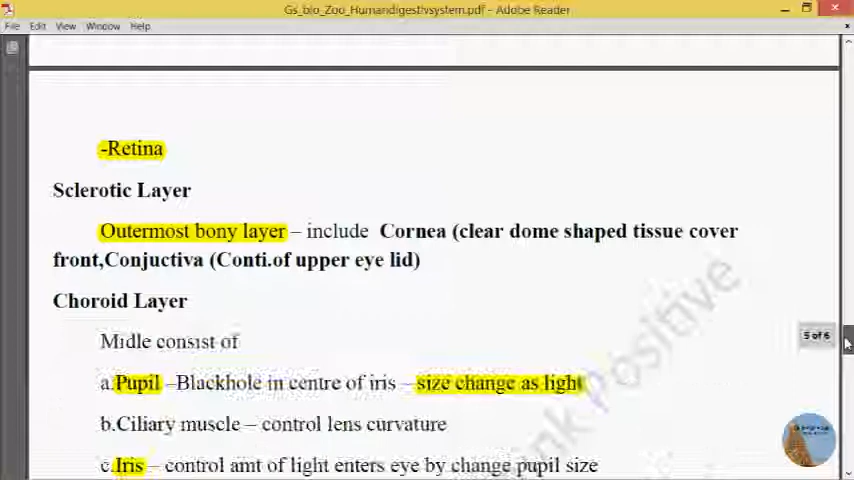 Gs_bio_Zoo_Humandigestivsystem.pdf - Adobe Reader
File Edit View Window Help
-Retina
Sclerotic Layer
Outermost bony layer – include Cornea (clear dome shaped tissue cover
front,Conjuctiva (Conti.of upper eye lid)
Choroid Layer
Midle consist of
a.Pupil –Blackhole in centre of iris – size change as light
b.Ciliary muscle – control lens curvature
c.Iris – control amt of light enters eye by change pupil size
5 of 6
ink Positive